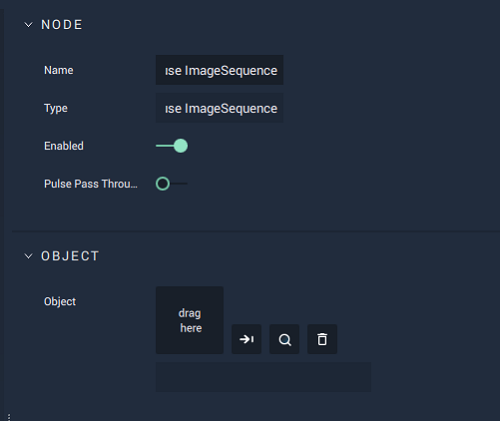 NODE
Name
ıse ImageSequence
Type
ıse ImageSequence
Enabled
Pulse Pass Throu...
OBJECT
Object
drag
here